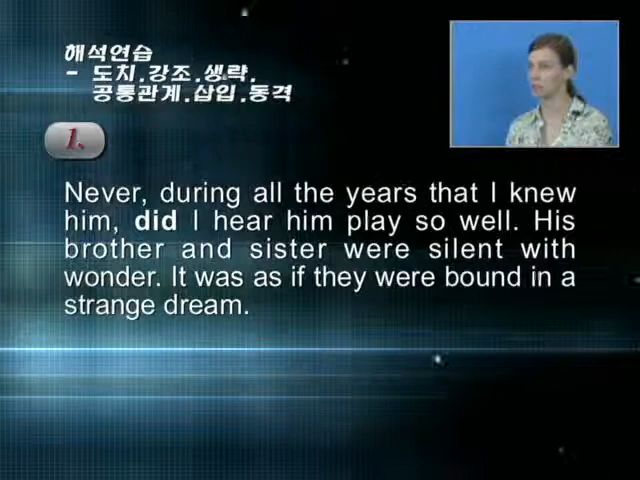 해석연습
- 도치.강조.생략.
공통관계.삽입.동격
1.
Never, during all the years that I knew
him, did I hear him play so well. His
brother and sister were silent with
wonder. It was as if they were bound in a
strange dream.